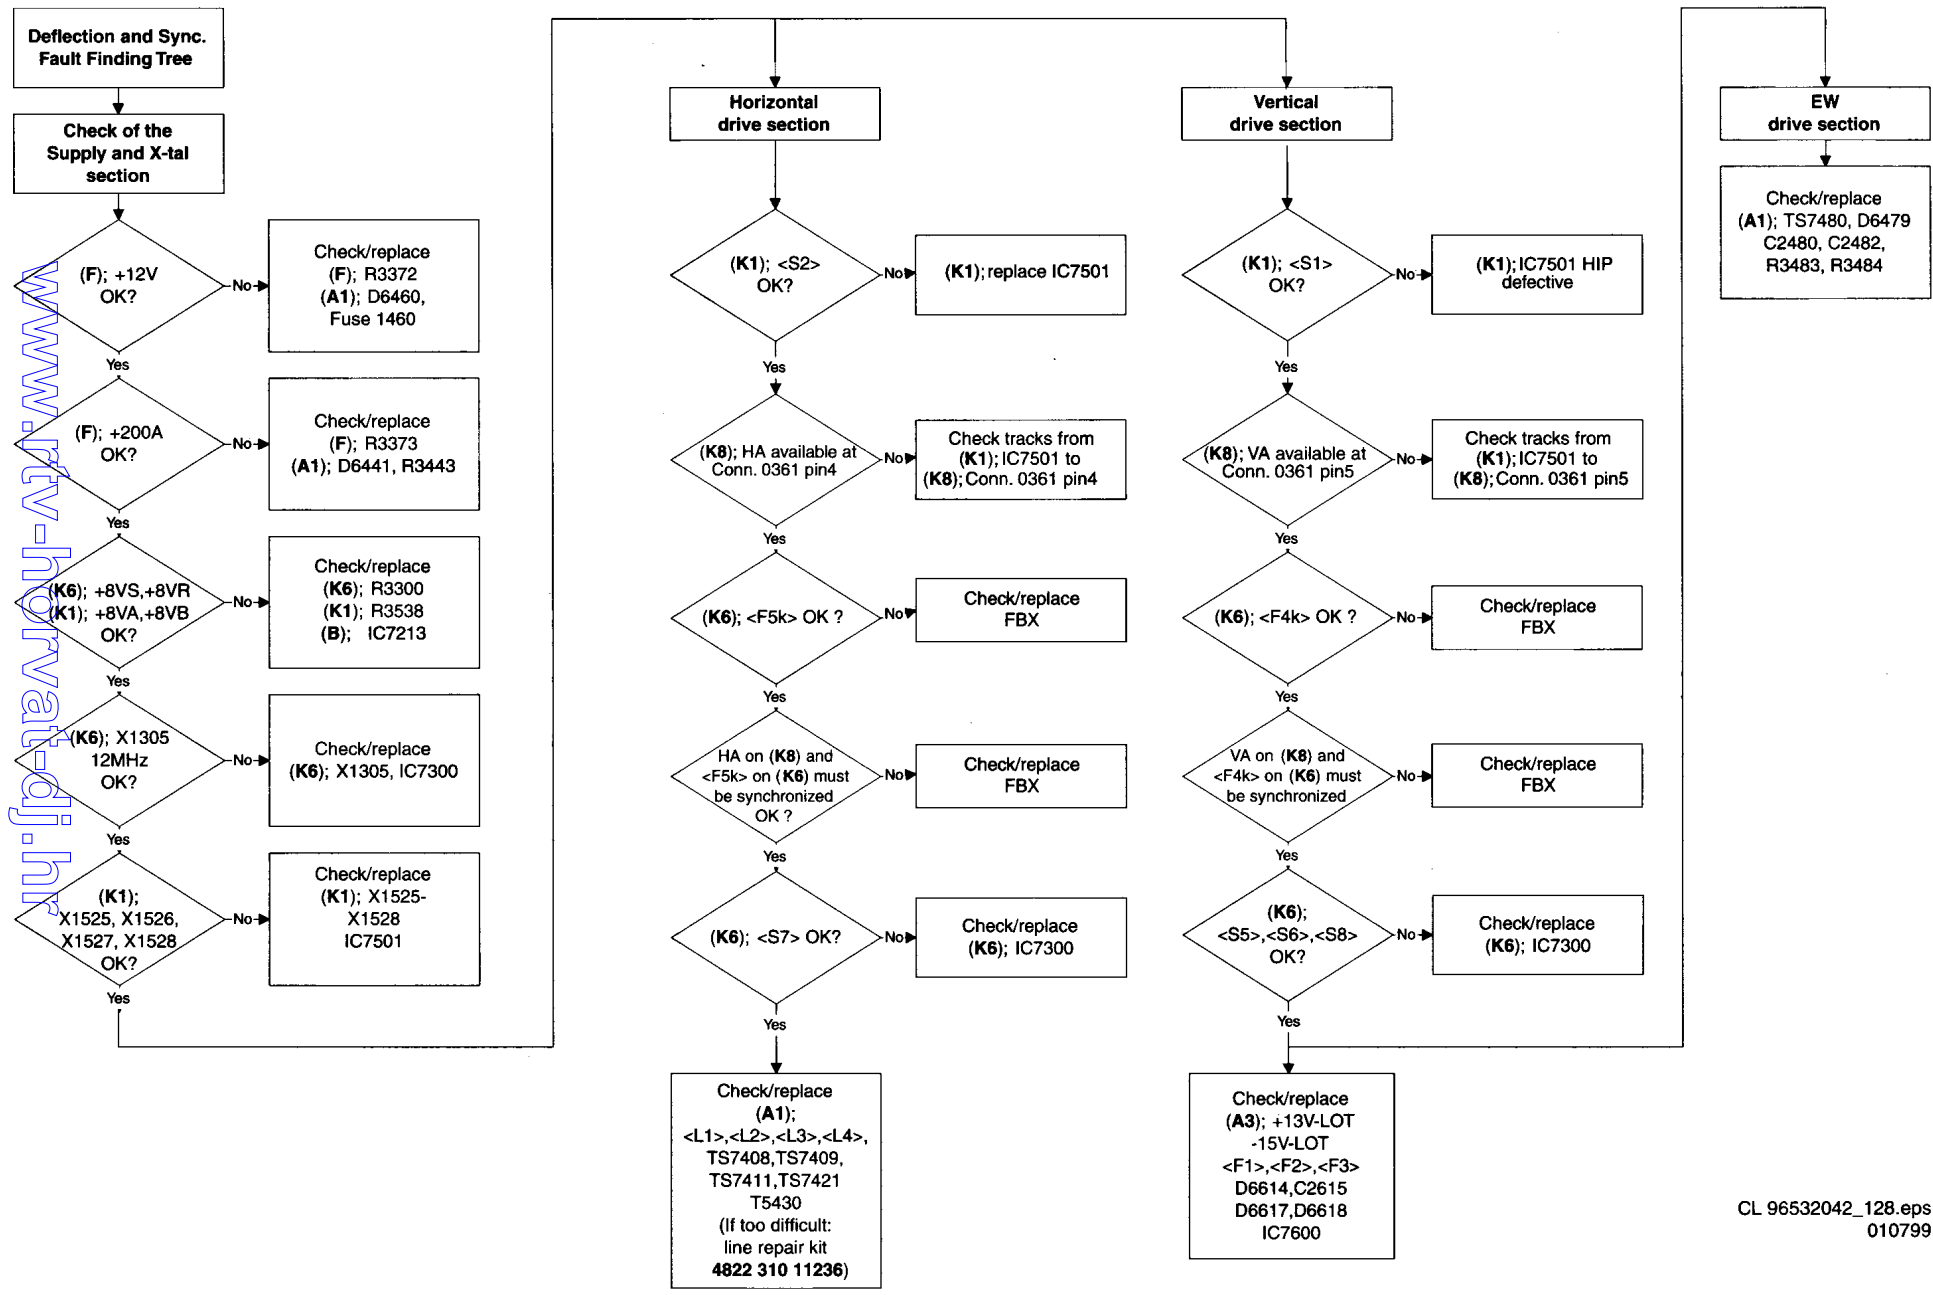 Deflection and Sync.
Fault Finding Tree
Check of the
Supply and X-tal
section
(F); +12V
OK?
No
Check/replace
(F); R3372
(A1); D6460,
Fuse 1460
Yes
(F); +200A
OK?
No
Check/replace
(F); R3373
(A1); D6441, R3443
Yes
(K6); +8VS,+8VR
(K1); +8VA,+8VB
OK?
No
Check/replace
(K6); R3300
(K1); R3538
(B); IC7213
Yes
(K6); X1305
12MHz
OK?
No
Check/replace
(K6); X1305, IC7300
Yes
(K1);
X1525, X1526,
X1527, X1528
OK?
No
Check/replace
(K1); X1525-
X1528
IC7501
Yes
www.rtv-horvat-dj.hr
Horizontal
drive section
(K1); <S2>
OK?
No
(K1); replace IC7501
Yes
(K8); HA available at
Conn. 0361 pin4
No
Check tracks from
(K1); IC7501 to
(K8); Conn. 0361 pin4
Yes
(K6); <F5k> OK ?
No
Check/replace
FBX
Yes
HA on (K8) and
<F5k> on (K6) must
be synchronized
OK ?
No
Check/replace
FBX
Yes
(K6); <S7> OK?
No
Check/replace
(K6); IC7300
Yes
Check/replace
(A1);
<L1>,<L2>,<L3>,<L4>,
TS7408,TS7409,
TS7411,TS7421
T5430
(If too difficult:
line repair kit
4822 310 11236)
Vertical
drive section
(K1); <S1>
OK?
No
(K1); IC7501 HIP
defective
Yes
(K8); VA available at
Conn. 0361 pin5
No
Check tracks from
(K1); IC7501 to
(K8); Conn. 0361 pin5
Yes
(K6); <F4k> OK ?
No
Check/replace
FBX
Yes
VA on (K8) and
<F4k> on (K6) must
be synchronized
No
Check/replace
FBX
Yes
(K6);
<S5>,<S6>,<S8>
OK?
No
Check/replace
(K6); IC7300
Yes
Check/replace
(A3); +13V-LOT
-15V-LOT
<F1>,<F2>,<F3>
D6614,C2615
D6617,D6618
IC7600
EW
drive section
Check/replace
(A1); TS7480, D6479
C2480, C2482,
R3483, R3484
CL 96532042_128.eps
010799